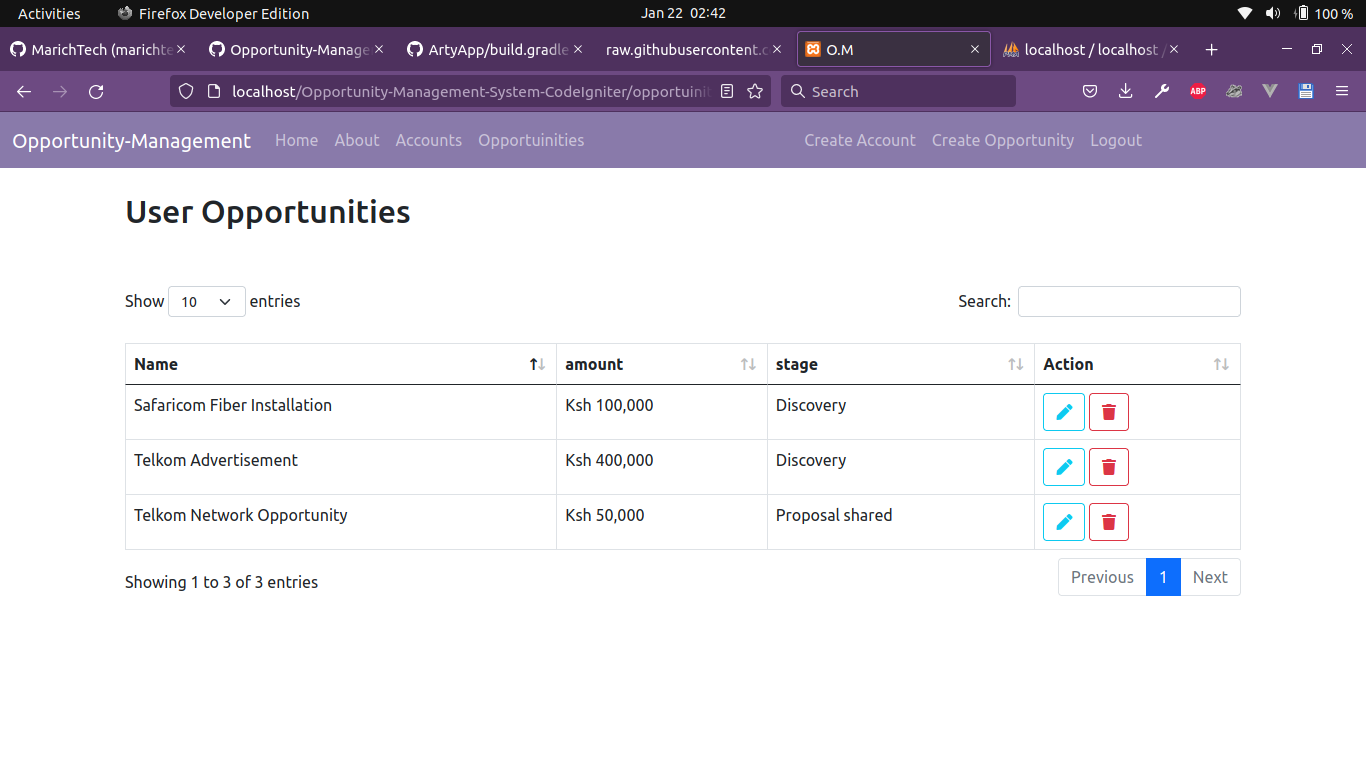 Activities Firefox Developer Edition Jan 22 02:42 100 %
MarichTech (marichte Opportunity-Manage ArtyApp/build.gradle raw.githubusercontent.c O.M localhost / localhost /
localhost/Opportunity-Management-System-CodeIgniter/opportuinit Search ABP
Opportunity-Management Home About Accounts Opportuinities Create Account Create Opportunity Logout
User Opportunities
Show 10 entries Search:
Name amount stage Action
Safaricom Fiber Installation Ksh 100,000 Discovery
Telkom Advertisement Ksh 400,000 Discovery
Telkom Network Opportunity Ksh 50,000 Proposal shared
Showing 1 to 3 of 3 entries Previous 1 Next